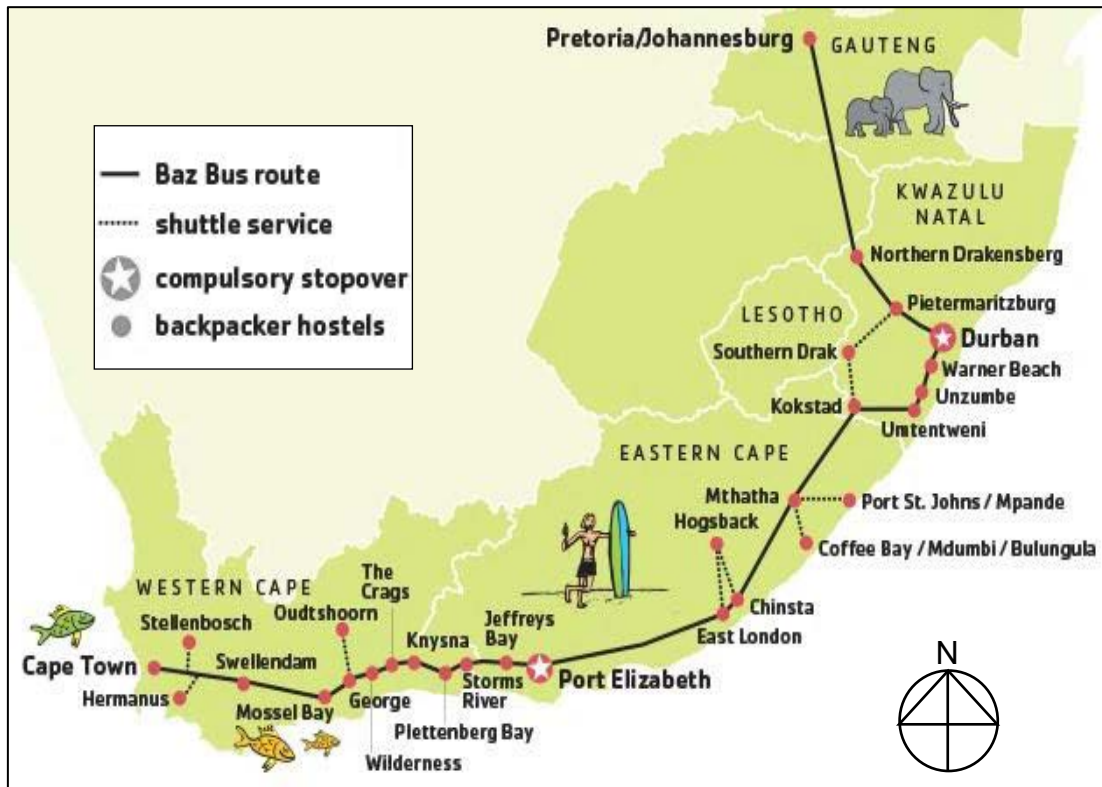 Pretoria/Johannesburg
GAUTENG
Baz Bus route
shuttle service
compulsory stopover
backpacker hostels
KWAZULU
NATAL
Northern Drakensberg
Pietermaritzburg
LESOTHO
Durban
Southern Drak
Warner Beach
Unzumbe
Kokstad
Umtentweni
EASTERN CAPE
Mthatha
Port St. Johns / Mpande
Hogsback
Coffee Bay / Mdumbi / Bulungula
The
Crags
WESTERN CAPE
Oudtshoorn
Chinsta
Stellenbosch
Jeffreys
Bay
Knysna
East London
N
Cape Town
Swellendam
Storms
River
Port Elizabeth
Hermanus
George
Mossel Bay
Plettenberg Bay
Wilderness